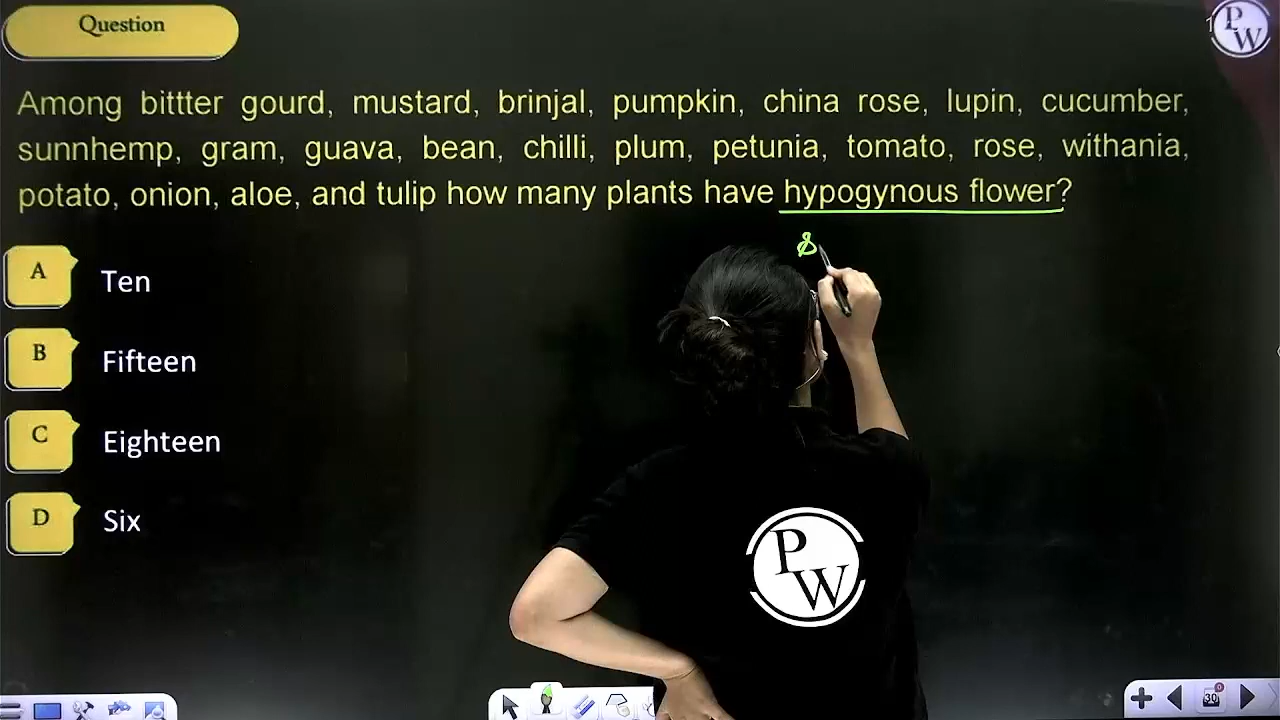 Question
Among bittter gourd, mustard, brinjal, pumpkin, china rose, lupin, cucumber,
sunnhemp, gram, guava, bean, chilli, plum, petunia, tomato, rose, withania,
potato, onion, aloe, and tulip how many plants have hypogynous flower?
A Ten
B Fifteen
C Eighteen
D Six
PW
PW
30